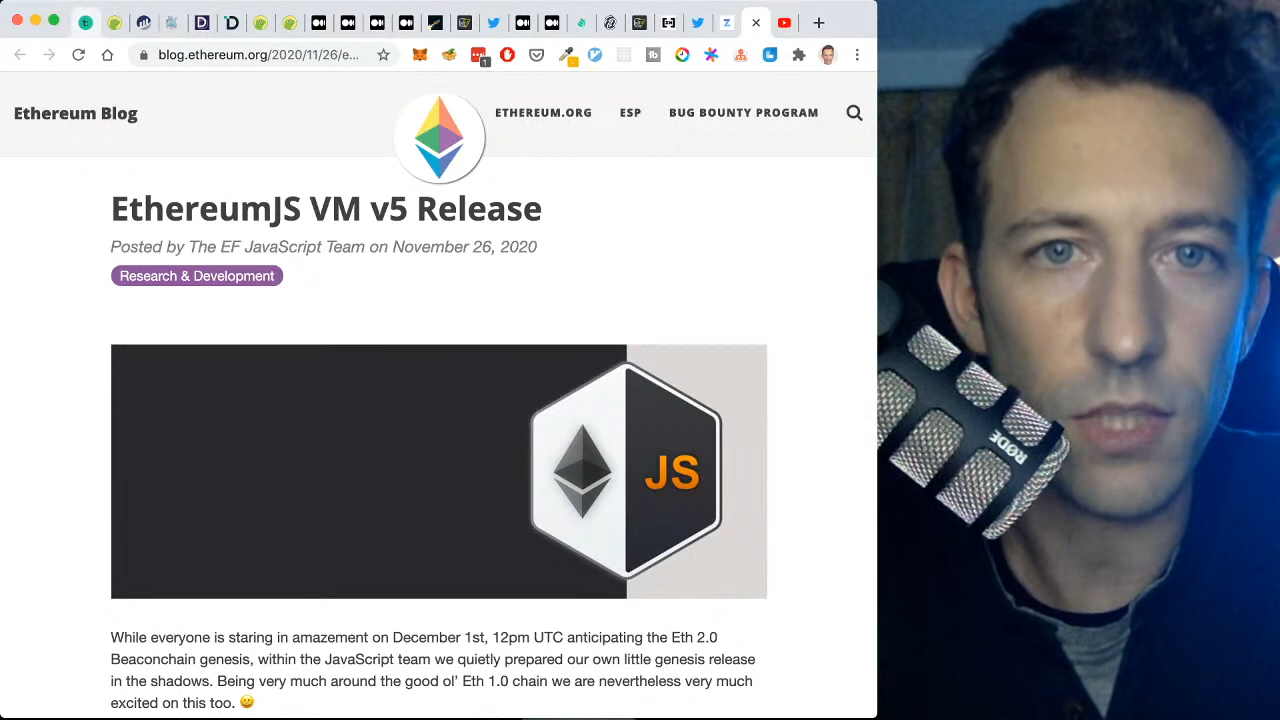 blog.ethereum.org/2020/11/26/e...
1
Ethereum Blog
ETHEREUM.ORG ESP BUG BOUNTY PROGRAM
EthereumJS VM v5 Release
Posted by The EF JavaScript Team on November 26, 2020
Research & Development
JS
RØDE
While everyone is staring in amazement on December 1st, 12pm UTC anticipating the Eth 2.0
Beaconchain genesis, within the JavaScript team we quietly prepared our own little genesis release
in the shadows. Being very much around the good ol’ Eth 1.0 chain we are nevertheless very much
excited on this too. 😀